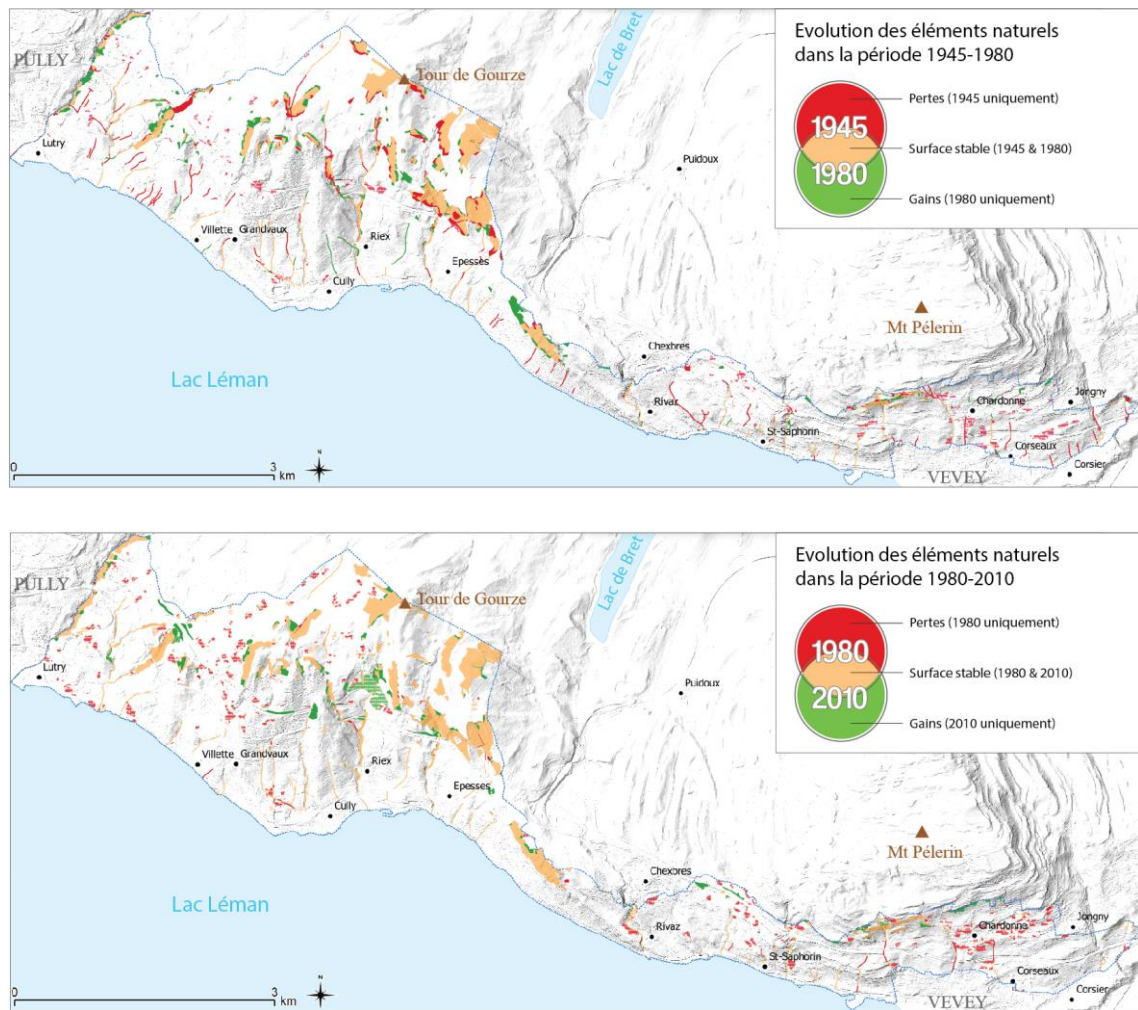 Evolution des éléments naturels
dans la période 1945-1980
Pertes (1945 uniquement)
1945
Surface stable (1945 & 1980)
1980
Gains (1980 uniquement)
PULLY
Lac de Bret
Tour de Gourze
Lutry
Puidoux
Villette
Grandvaux
Riex
Epesses
Cully
Mt Pélerin
Lac Léman
Chexbres
Rivaz
Chardonne
Jongny
St-Saphorin
Corseaux
0
3
km
N
VEVEY
Corsier
Evolution des éléments naturels
dans la période 1980-2010
Pertes (1980 uniquement)
1980
Surface stable (1980 & 2010)
2010
Gains (2010 uniquement)
PULLY
Lac de Bret
Tour de Gourze
Lutry
Puidoux
Villette
Grandvaux
Riex
Epesses
Cully
Mt Pélerin
Lac Léman
Chexbres
Rivaz
Chardonne
Jongny
St-Saphorin
Corseaux
0
3
km
N
VEVEY
Corsier